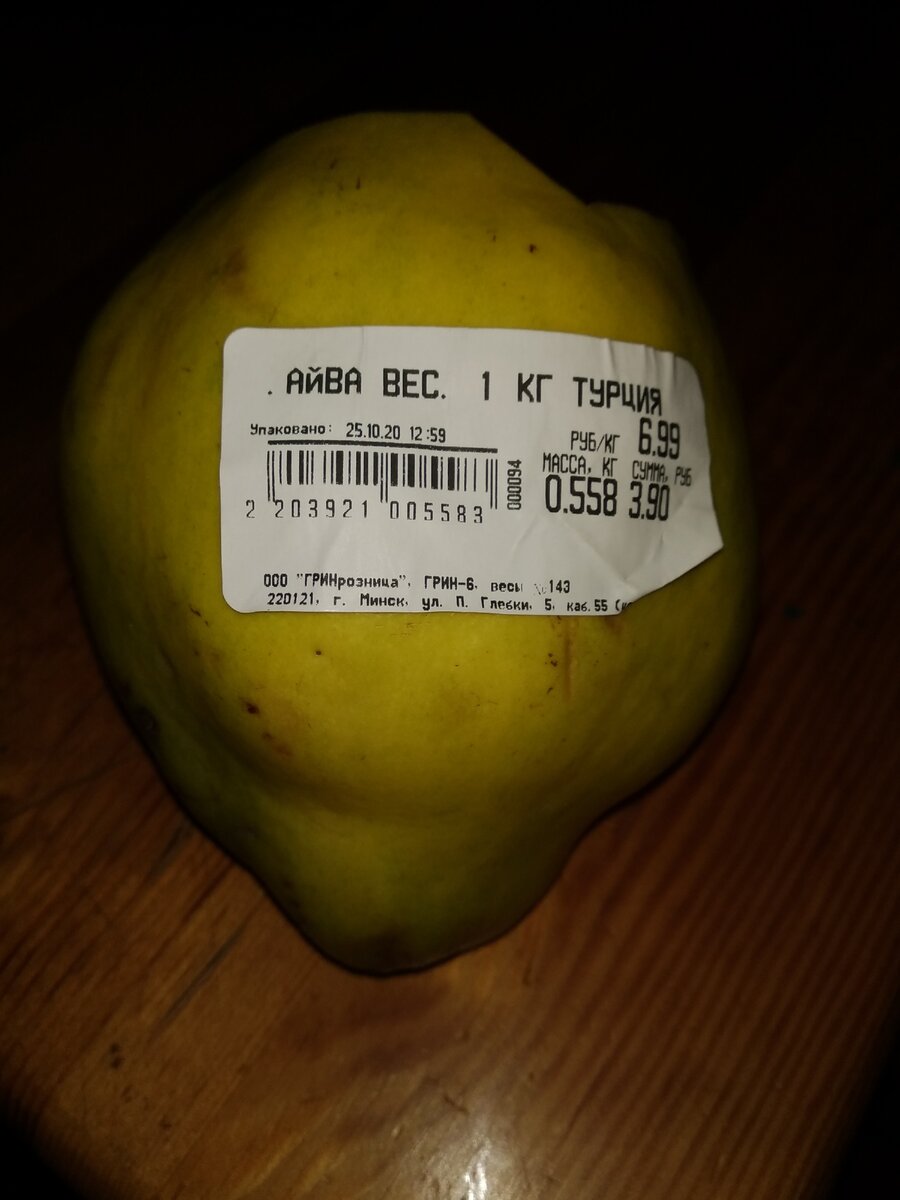 . АйВА ВЕС. 1 КГ ТУРЦИЯ
Упаковано: 25.10.20 12:59
РУБ/КГ 6.99
МАССА, КГ СУММА, РУБ
0.558 3.90
000094
2 203921 005583
ООО "ГРИНрозница", ГРИН-6, весы №143
220121, г. Минск, ул. П. Глебки, 5, каб.55